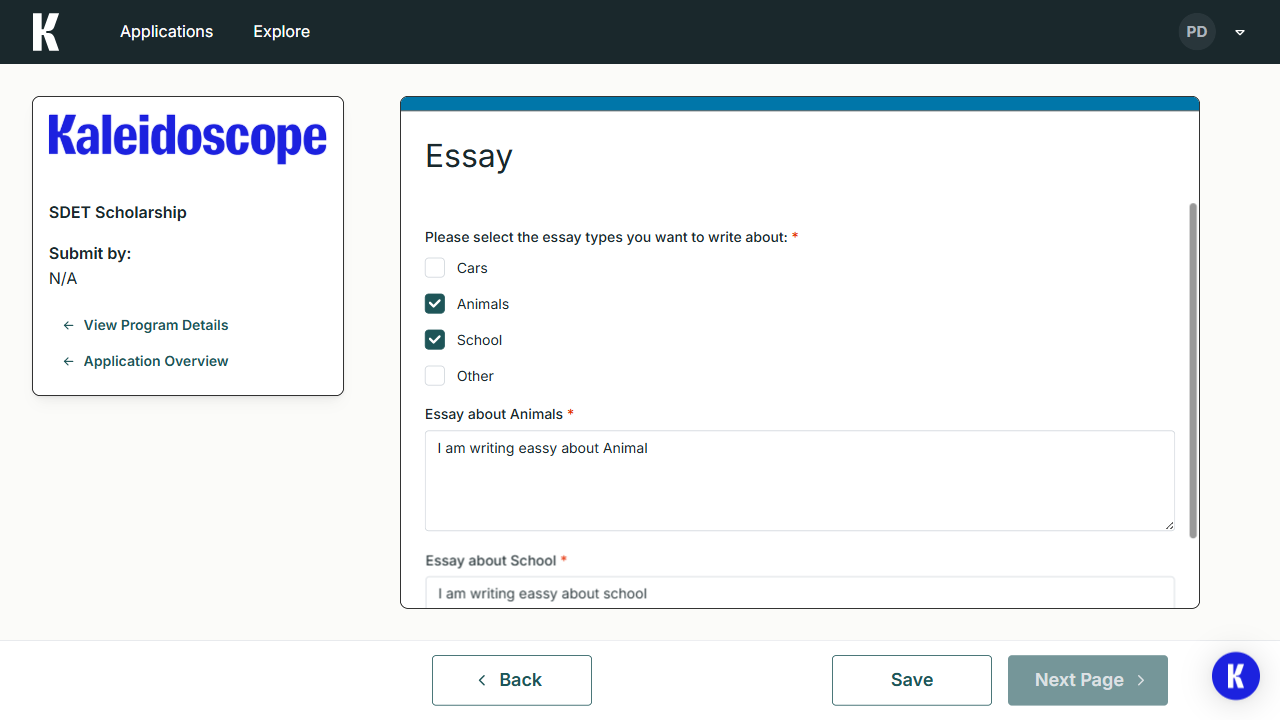 K
Applications
Explore
PD
Kaleidoscope
SDET Scholarship
Submit by:
N/A
View Program Details
Application Overview
Essay
Please select the essay types you want to write about: *
Cars
Animals
School
Other
Essay about Animals *
I am writing eassy about Animal
Essay about School *
I am writing eassy about school
Back
Save
Next Page
K